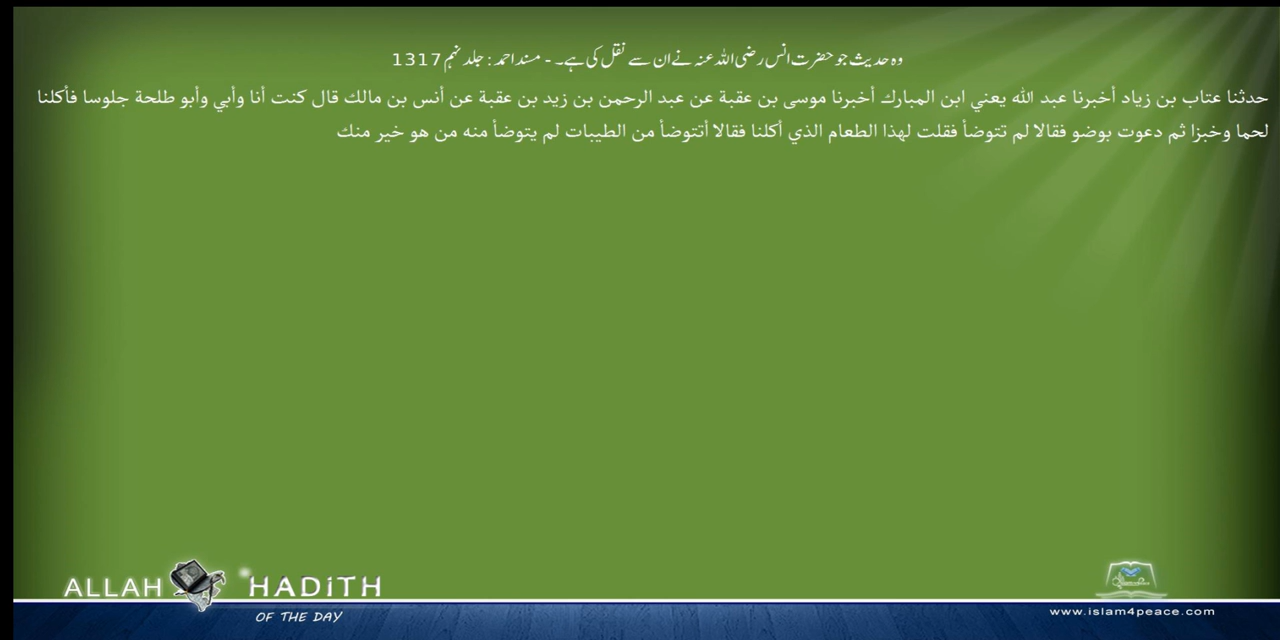 وہ حدیث جو حضرت انس رضی اللہ عنہ نے ان سے نقل کی ہے۔ - مسند احمد : جلد نہم 1317
حدثنا عتاب بن زياد أخبرنا عبد الله يعني ابن المبارك أخبرنا موسى بن عقبة عن عبد الرحمن بن زيد بن عقبة عن أنس بن مالك قال كنت أنا وأبي وأبو طلحة جلوسا فأكلنا
لحما وخبزا ثم دعوت بوضو فقالا لم تتوضأ فقلت لهذا الطعام الذي أكلنا فقالا أتتوضأ من الطيبات لم يتوضأ منه من هو خير منك
ALLAH HADITH
OF THE DAY
www.islam4peace.com